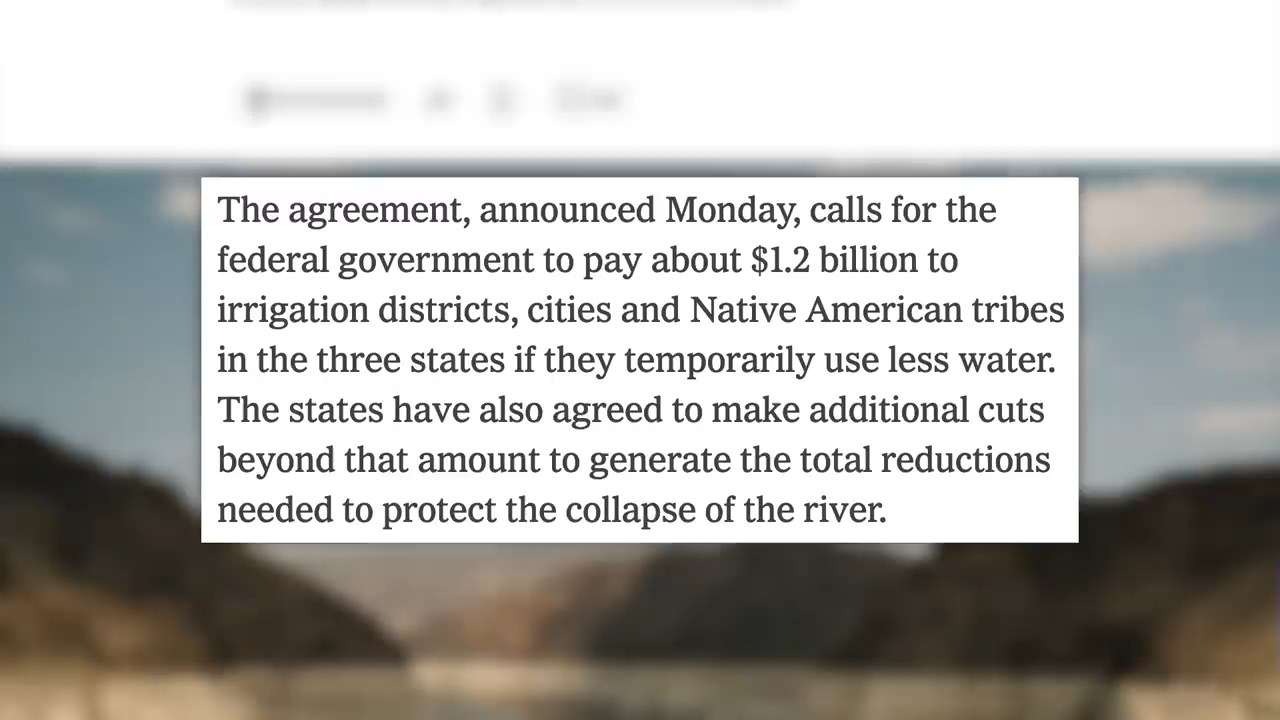 The agreement, announced Monday, calls for the
federal government to pay about $1.2 billion to
irrigation districts, cities and Native American tribes
in the three states if they temporarily use less water.
The states have also agreed to make additional cuts
beyond that amount to generate the total reductions
needed to protect the collapse of the river.